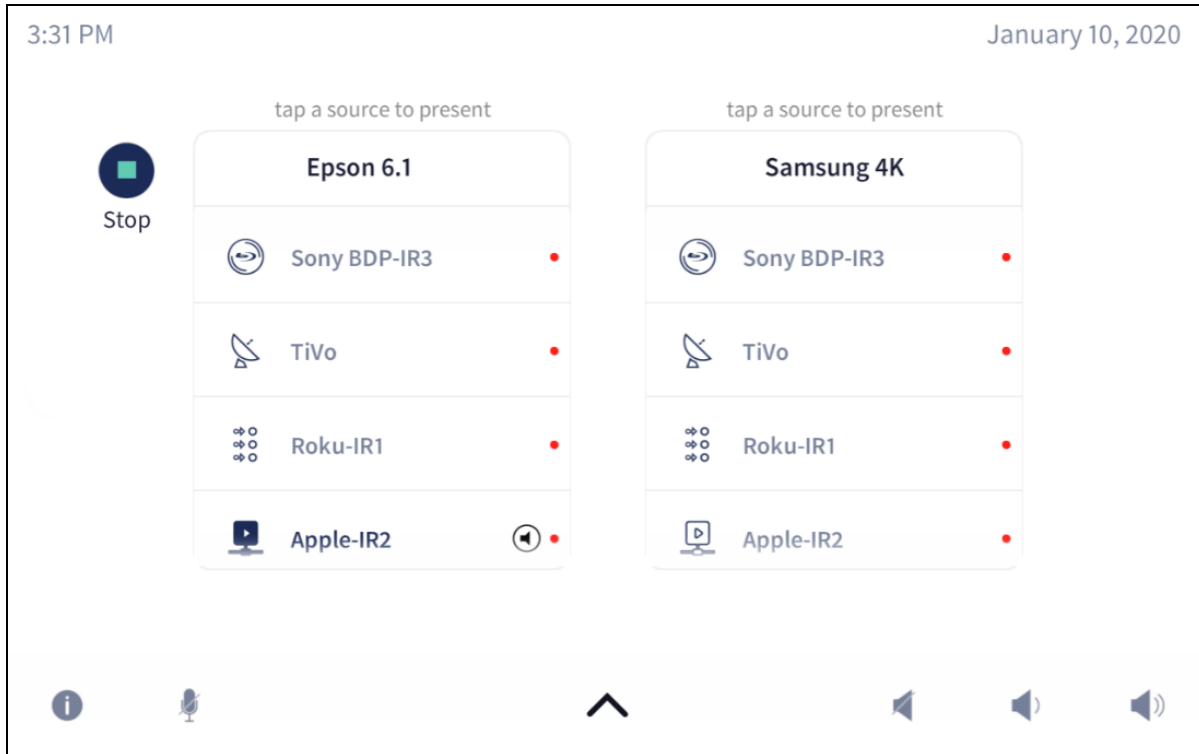 3:31 PM
January 10, 2020
tap a source to present
tap a source to present
Stop
Epson 6.1
Sony BDP-IR3
TiVo
Roku-IR1
Apple-IR2
Samsung 4K
Sony BDP-IR3
TiVo
Roku-IR1
Apple-IR2